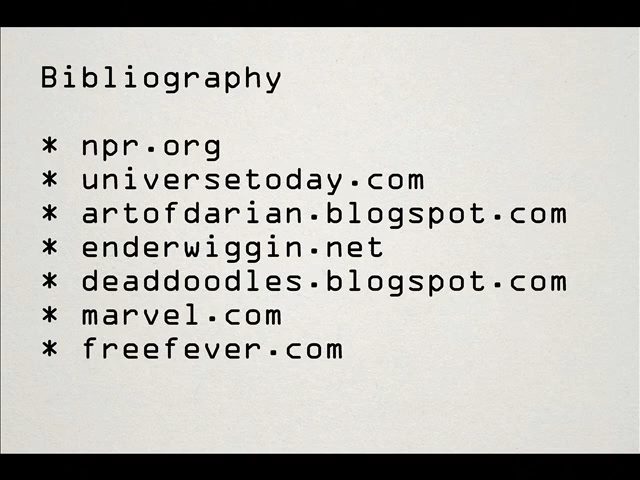 Bibliography
* npr.org
* universetoday.com
* artofdarian.blogspot.com
* enderwiggin.net
* deaddoodles.blogspot.com
* marvel.com
* freefever.com